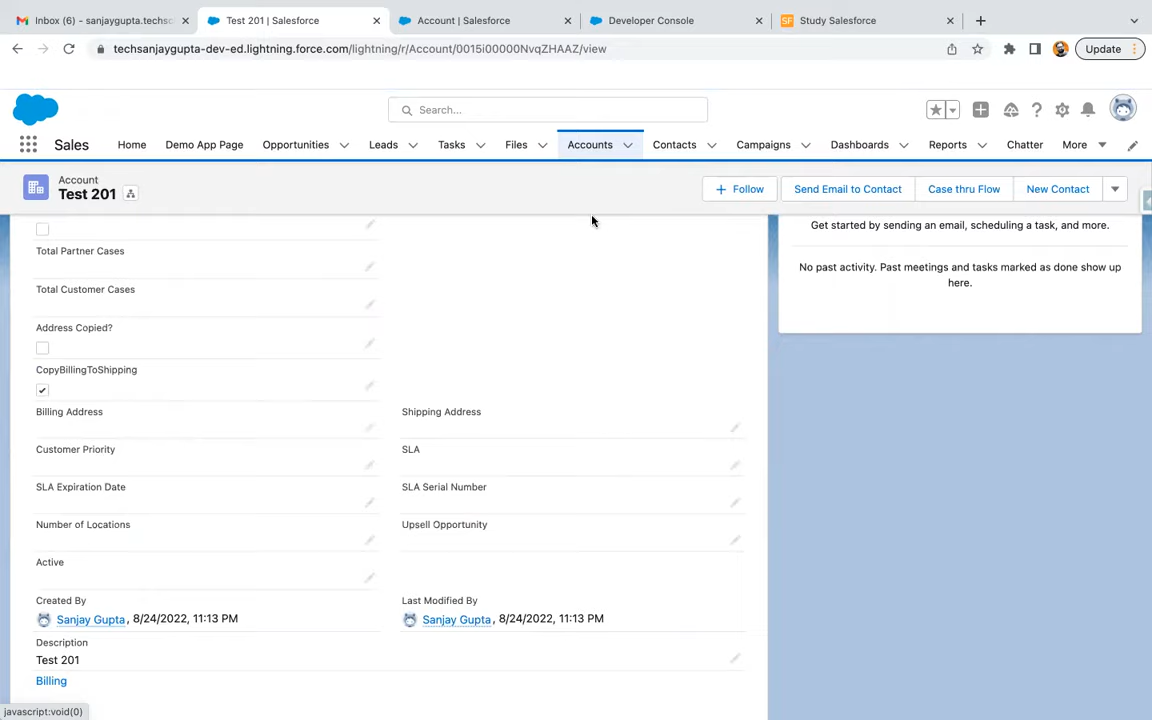 Inbox (6) - sanjaygupta.techsc
Test 201 | Salesforce
Account | Salesforce
Developer Console
SF Study Salesforce
techsanjaygupta-dev-ed.lightning.force.com/lightning/r/Account/0015i00000NvqZHAAZ/view
Update
Search...
Sales
Home
Demo App Page
Opportunities
Leads
Tasks
Files
Accounts
Contacts
Campaigns
Dashboards
Reports
Chatter
More
Account
Test 201
Follow
Send Email to Contact
Case thru Flow
New Contact
Get started by sending an email, scheduling a task, and more.
No past activity. Past meetings and tasks marked as done show up
here.
Total Partner Cases
Total Customer Cases
Address Copied?
CopyBillingToShipping
Billing Address
Shipping Address
Customer Priority
SLA
SLA Expiration Date
SLA Serial Number
Number of Locations
Upsell Opportunity
Active
Created By
Last Modified By
Sanjay Gupta, 8/24/2022, 11:13 PM
Sanjay Gupta, 8/24/2022, 11:13 PM
Description
Test 201
Billing
javascript:void(0)